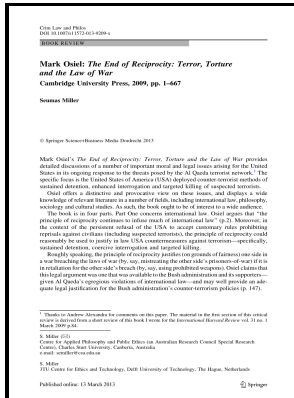 Crim Law and Philos
DOI 10.1007/s11572-013-9209-x
BOOK REVIEW
Mark Osiel: The End of Reciprocity: Terror, Torture
and the Law of War
Cambridge University Press, 2009, pp. 1–667
Seumas Miller
© Springer Science+Business Media Dordrecht 2013
Mark Osiel's The End of Reciprocity: Terror, Torture and the Law of War provides
detailed discussions of a number of important moral and legal issues arising for the United
States in its ongoing response to the threats posed by the Al Qaeda terrorist network.1 The
specific focus is the United States of America (USA) deployed counter-terrorist methods of
sustained detention, enhanced interrogation and targeted killing of suspected terrorists.
Osiel offers a distinctive and provocative view on these issues, and displays a wide
knowledge of relevant literature in a number of fields, including international law, philosophy,
sociology and cultural studies. As such, the book ought to be of interest to a wide audience.
The book is in four parts. Part One concerns international law. Osiel argues that "the
principle of reciprocity continues to infuse much of international law" (p.2). Moreover, in
the context of the persistent refusal of the USA to accept customary rules prohibiting
reprisals against civilians (including suspected terrorists), the principle of reciprocity could
reasonably be used to justify in law USA countermeasures against terrorism—specifically,
sustained detention, coercive interrogation and targeted killing.
Roughly speaking, the principle of reciprocity justifies (on grounds of fairness) one side in
a war breaching the laws of war (by, say, mistreating the other side's prisoners-of-war) if it is
in retaliation for the other side's breach (by, say, using prohibited weapons). Osiel claims that
this legal argument was one that was available to the Bush administration and its supporters—
given Al Qaeda's egregious violations of international law—and may well provide an ade-
quate legal justification for the Bush administration's counter-terrorism policies (p. 147).
1 Thanks to Andrew Alexandra for comments on this paper. The material in the first section of this critical
review is derived from a short review of this book I wrote for the International Harvard Review vol. 31 no. 1
March 2009 p.84.
S. Miller (✉)
Centre for Applied Philosophy and Public Ethics (an Australian Research Council Special Research
Centre), Charles Sturt University, Canberra, Australia
e-mail: semiller@csu.edu.au
S. Miller
3TU Centre for Ethics and Technology, Delft University of Technology, The Hague, Netherlands
Published online: 13 March 2013
Springer